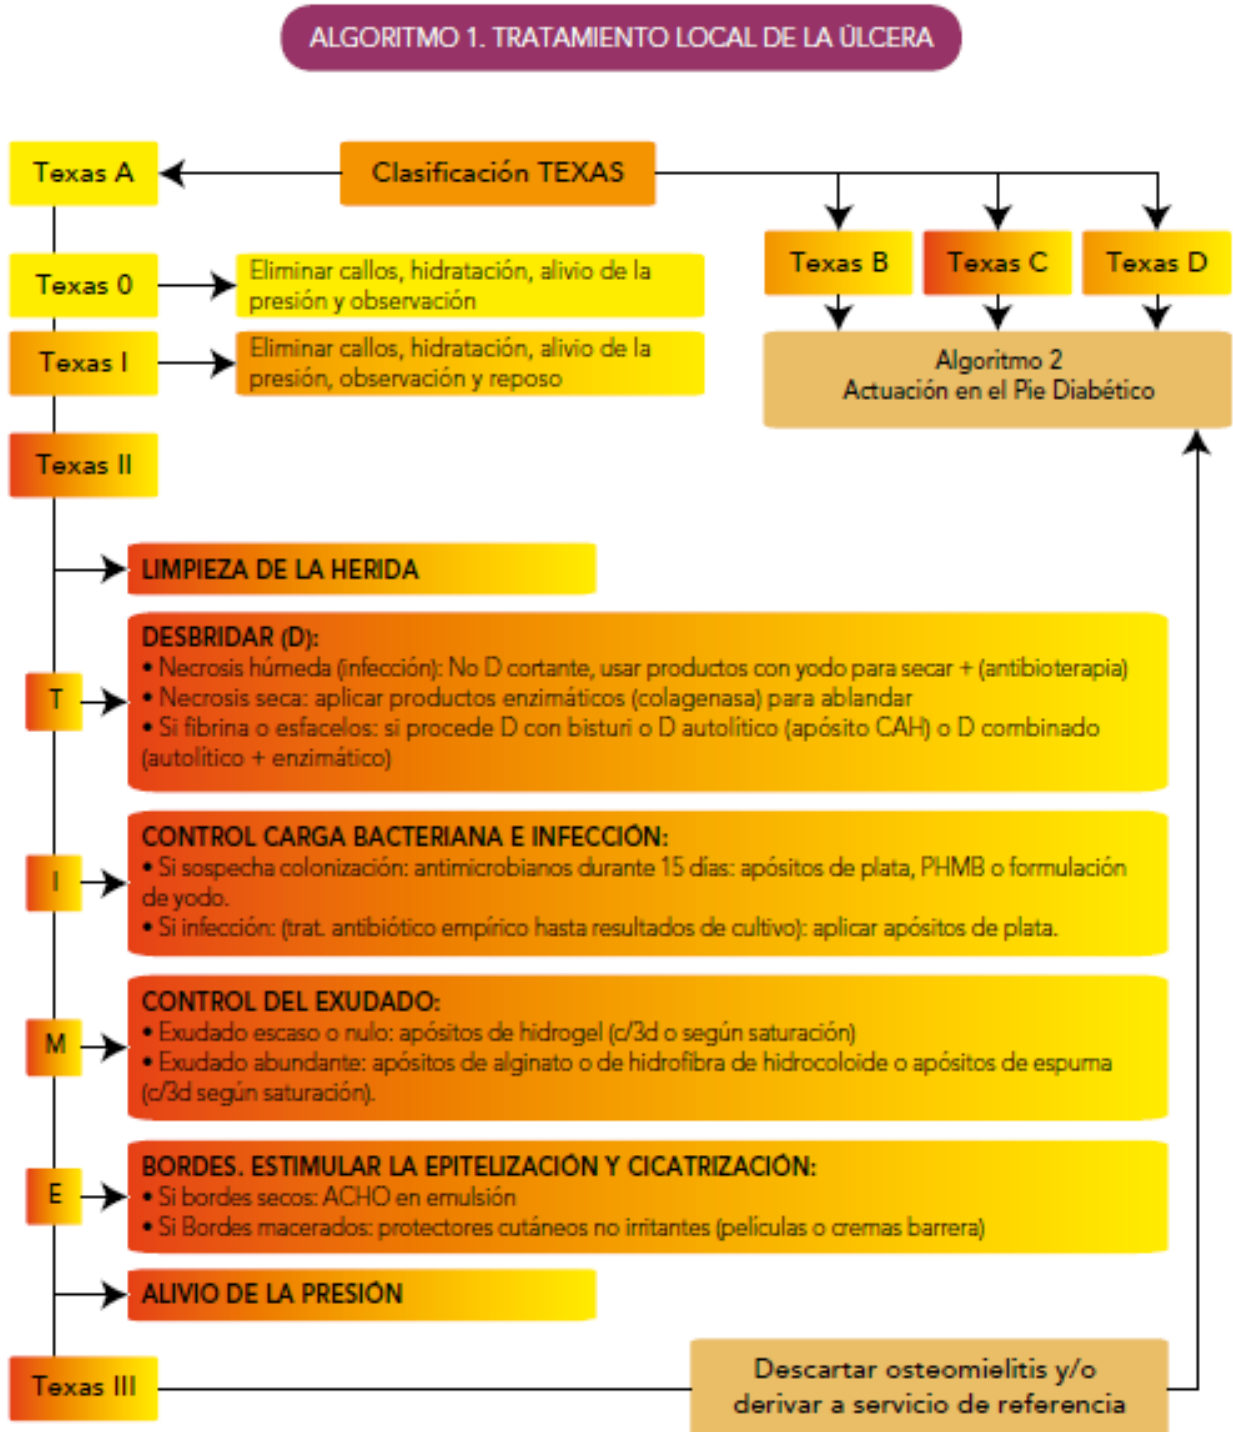 ALGORITMO 1. TRATAMIENTO LOCAL DE LA ÚLCERA
Texas A
Clasificación TEXAS
Texas B
Texas C
Texas D
Texas 0
Eliminar callos, hidratación, alivio de la
presión y observación
Texas I
Eliminar callos, hidratación, alivio de la
presión, observación y reposo
Algoritmo 2
Actuación en el Pie Diabético
Texas II
LIMPIEZA DE LA HERIDA
T
DESBRIDAR (D):
• Necrosis húmeda (infección): No D cortante, usar productos con yodo para secar + (antibioterapia)
• Necrosis seca: aplicar productos enzimáticos (colagenasa) para ablandar
• Si fibrina o esfacelos: si procede D con bisturi o D autolítico (apósito CAH) o D combinado
(autolítico + enzimático)
I
CONTROL CARGA BACTERIANA E INFECCIÓN:
• Si sospecha colonización: antimicrobianos durante 15 días: apósitos de plata, PHMB o formulación
de yodo.
• Si infección: (trat. antibiótico empírico hasta resultados de cultivo): aplicar apósitos de plata.
M
CONTROL DEL EXUDADO:
• Exudado escaso o nulo: apósitos de hidrogel (c/3d o según saturación)
• Exudado abundante: apósitos de alginato o de hidrofibra de hidrocoloide o apósitos de espuma
(c/3d según saturación).
E
BORDES. ESTIMULAR LA EPITELIZACIÓN Y CICATRIZACIÓN:
• Si bordes secos: ACHO en emulsión
• Si Bordes macerados: protectores cutáneos no irritantes (películas o cremas barrera)
ALIVIO DE LA PRESIÓN
Texas III
Descartar osteomielitis y/o
derivar a servicio de referencia